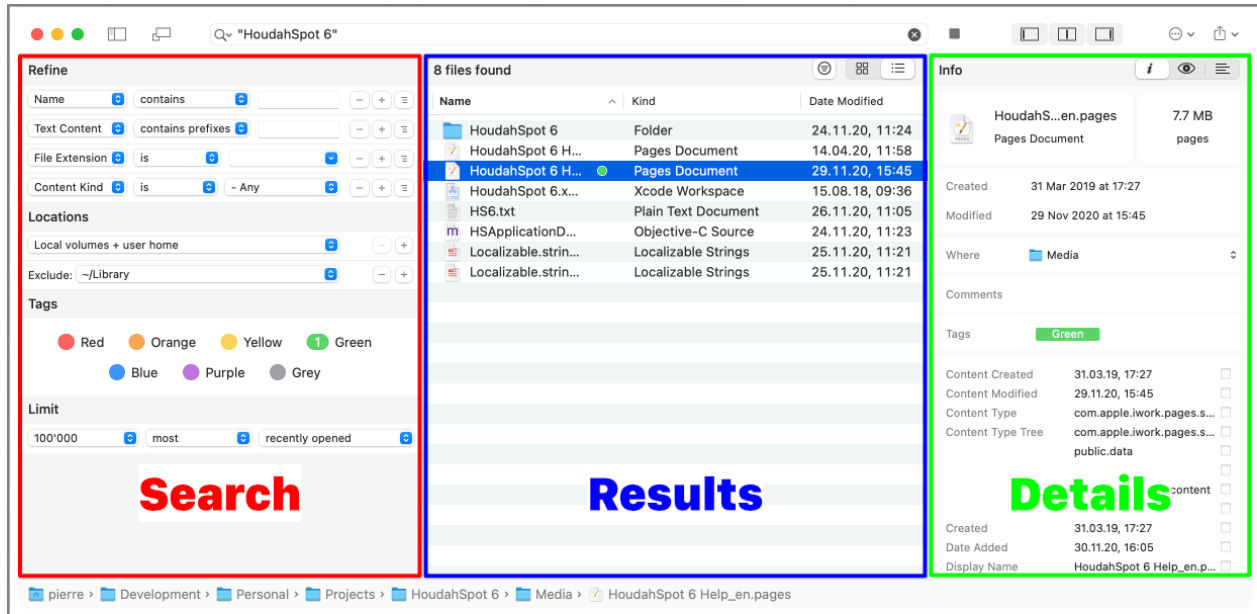 "HoudahSpot 6"
Refine
Name contains
Text Content contains prefixes
File Extension is
Content Kind is - Any
Locations
Local volumes + user home
Exclude: ~/Library
Tags
Red Orange Yellow 1 Green
Blue Purple Grey
Limit
100'000 most recently opened
Search
8 files found
Name Kind Date Modified
HoudahSpot 6 Folder 24.11.20, 11:24
HoudahSpot 6 H... Pages Document 14.04.20, 11:58
HoudahSpot 6 H... Pages Document 29.11.20, 15:45
HoudahSpot 6.x... Xcode Workspace 15.08.18, 09:36
HS6.txt Plain Text Document 26.11.20, 11:05
HSApplicationD... Objective-C Source 24.11.20, 11:23
Localizable.strin... Localizable Strings 25.11.20, 11:21
Localizable.strin... Localizable Strings 25.11.20, 11:21
Results
Info
HoudahS...en.pages 7.7 MB
Pages Document pages
Created 31 Mar 2019 at 17:27
Modified 29 Nov 2020 at 15:45
Where Media
Comments
Tags Green
Content Created 31.03.19, 17:27
Content Modified 29.11.20, 15:45
Content Type com.apple.iwork.pages.s...
Content Type Tree com.apple.iwork.pages.s...
public.data
content
Details
Created 31.03.19, 17:27
Date Added 30.11.20, 16:05
Display Name HoudahSpot 6 Help_en.pages
pierre › Development › Personal › Projects › HoudahSpot 6 › Media › HoudahSpot 6 Help_en.pages